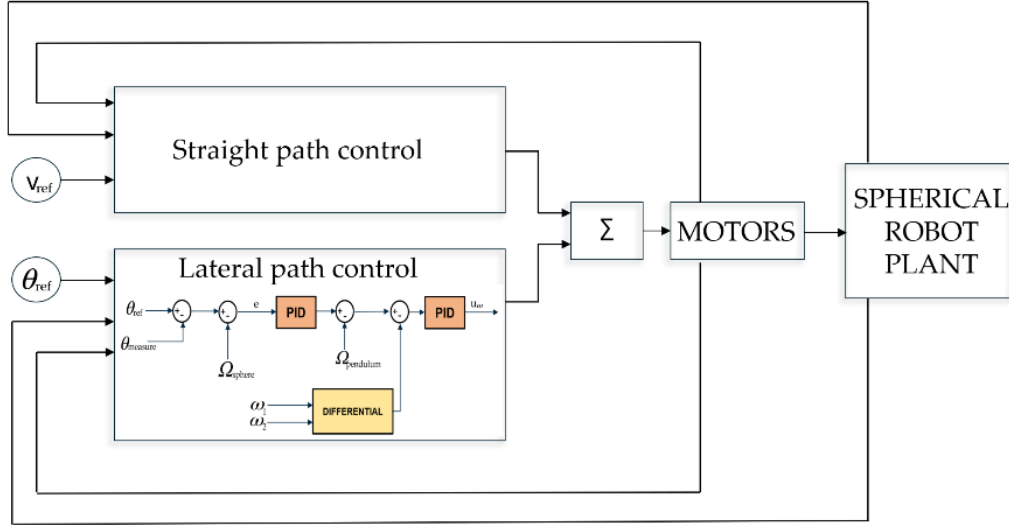 Straight path control
Vref
Σ
MOTORS
SPHERICAL
ROBOT
PLANT
θref
Lateral path control
θref
+
-
+
-
e
PID
+
-
+
-
PID
θmeasure
Ωsphere
Ωpendulum
ω1
ω2
DIFFERENTIAL